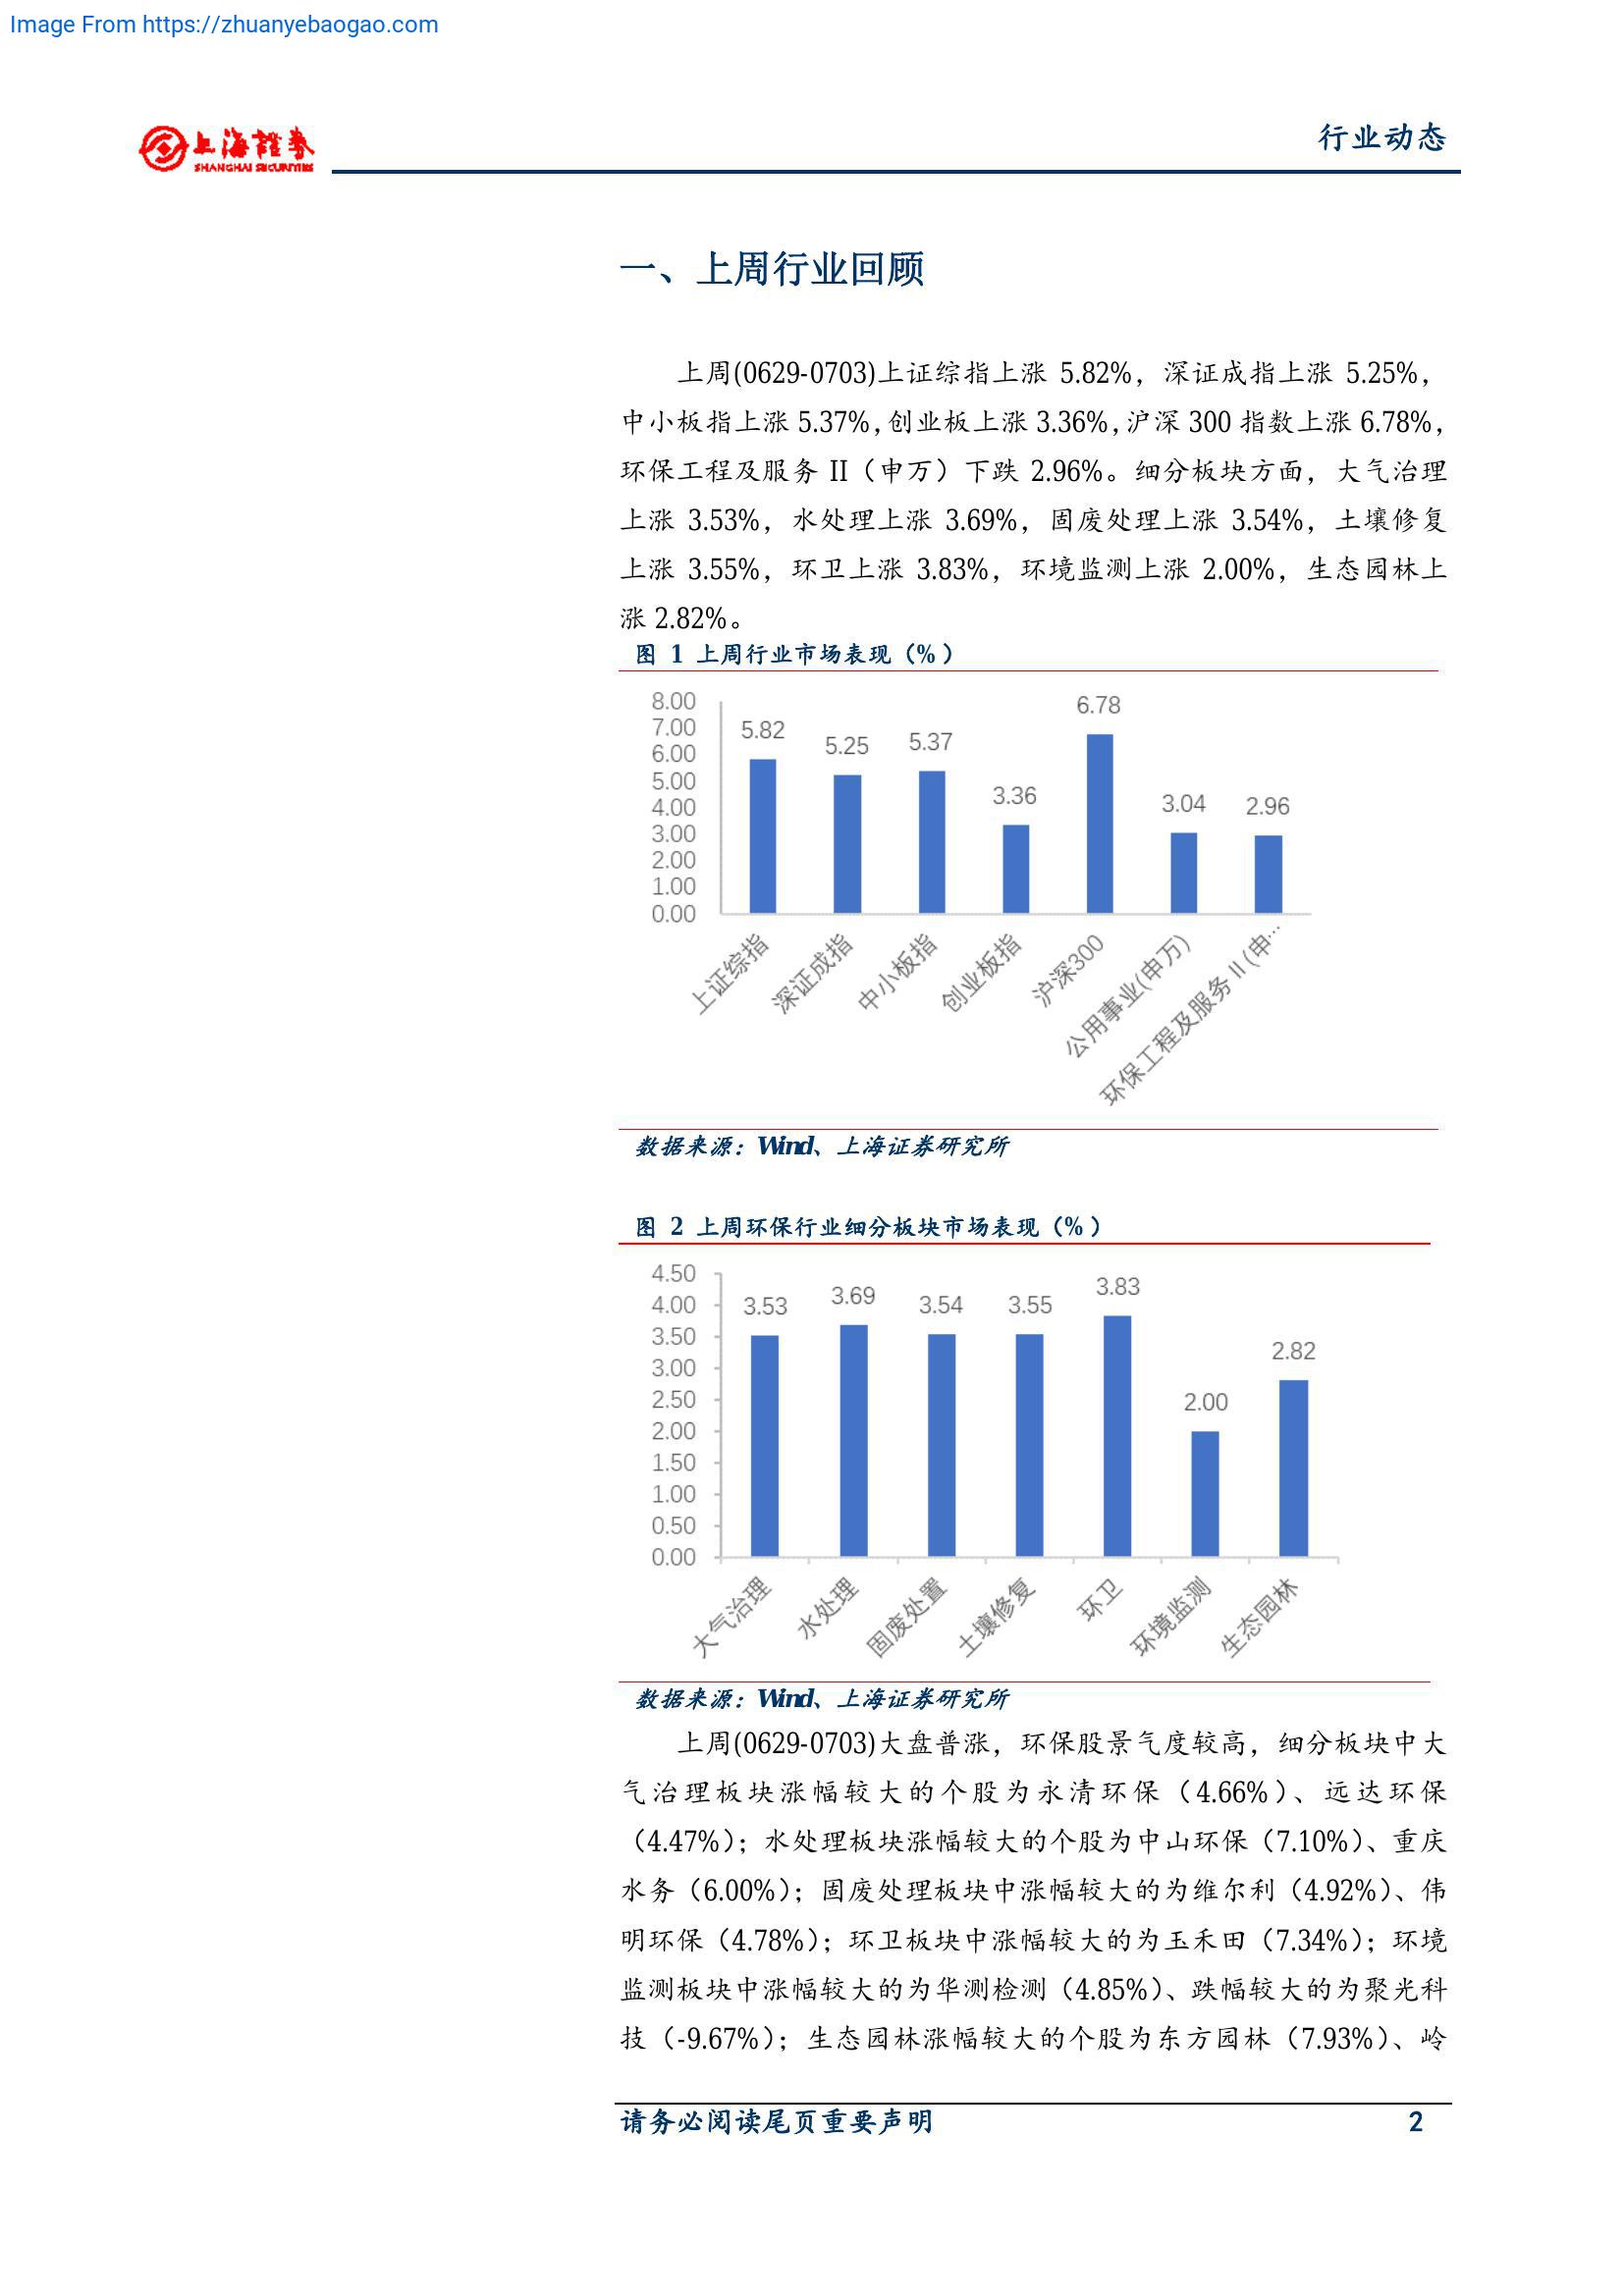 Image From https://zhuanyebaogao.com
上海證券
SHANGHAI SECURITIES
行业动态
一、上周行业回顾
上周(0629-0703)上证综指上涨 5.82%，深证成指上涨 5.25%，
中小板指上涨 5.37%，创业板上涨 3.36%，沪深 300 指数上涨 6.78%，
环保工程及服务 II（申万）下跌 2.96%。细分板块方面，大气治理
上涨 3.53%，水处理上涨 3.69%，固废处理上涨 3.54%，土壤修复
上涨 3.55%，环卫上涨 3.83%，环境监测上涨 2.00%，生态园林上
涨 2.82%。
图 1 上周行业市场表现（%）
8.00
7.00
6.00
5.00
4.00
3.00
2.00
1.00
0.00
5.82
5.25
5.37
3.36
6.78
3.04
2.96
上证综指
深证成指
中小板指
创业板指
沪深300
公用事业(申万)
环保工程及服务Ⅱ(申…
数据来源：Wind、上海证券研究所
图 2 上周环保行业细分板块市场表现（%）
4.50
4.00
3.50
3.00
2.50
2.00
1.50
1.00
0.50
0.00
3.53
3.69
3.54
3.55
3.83
2.00
2.82
大气治理
水处理
固废处置
土壤修复
环卫
环境监测
生态园林
数据来源：Wind、上海证券研究所
上周(0629-0703)大盘普涨，环保股景气度较高，细分板块中大
气治理板块涨幅较大的个股为永清环保（4.66%）、远达环保
（4.47%）；水处理板块涨幅较大的个股为中山环保（7.10%）、重庆
水务（6.00%）；固废处理板块中涨幅较大的为维尔利（4.92%）、伟
明环保（4.78%）；环卫板块中涨幅较大的为玉禾田（7.34%）；环境
监测板块中涨幅较大的为华测检测（4.85%）、跌幅较大的为聚光科
技（-9.67%）；生态园林涨幅较大的个股为东方园林（7.93%）、岭
请务必阅读尾页重要声明
2